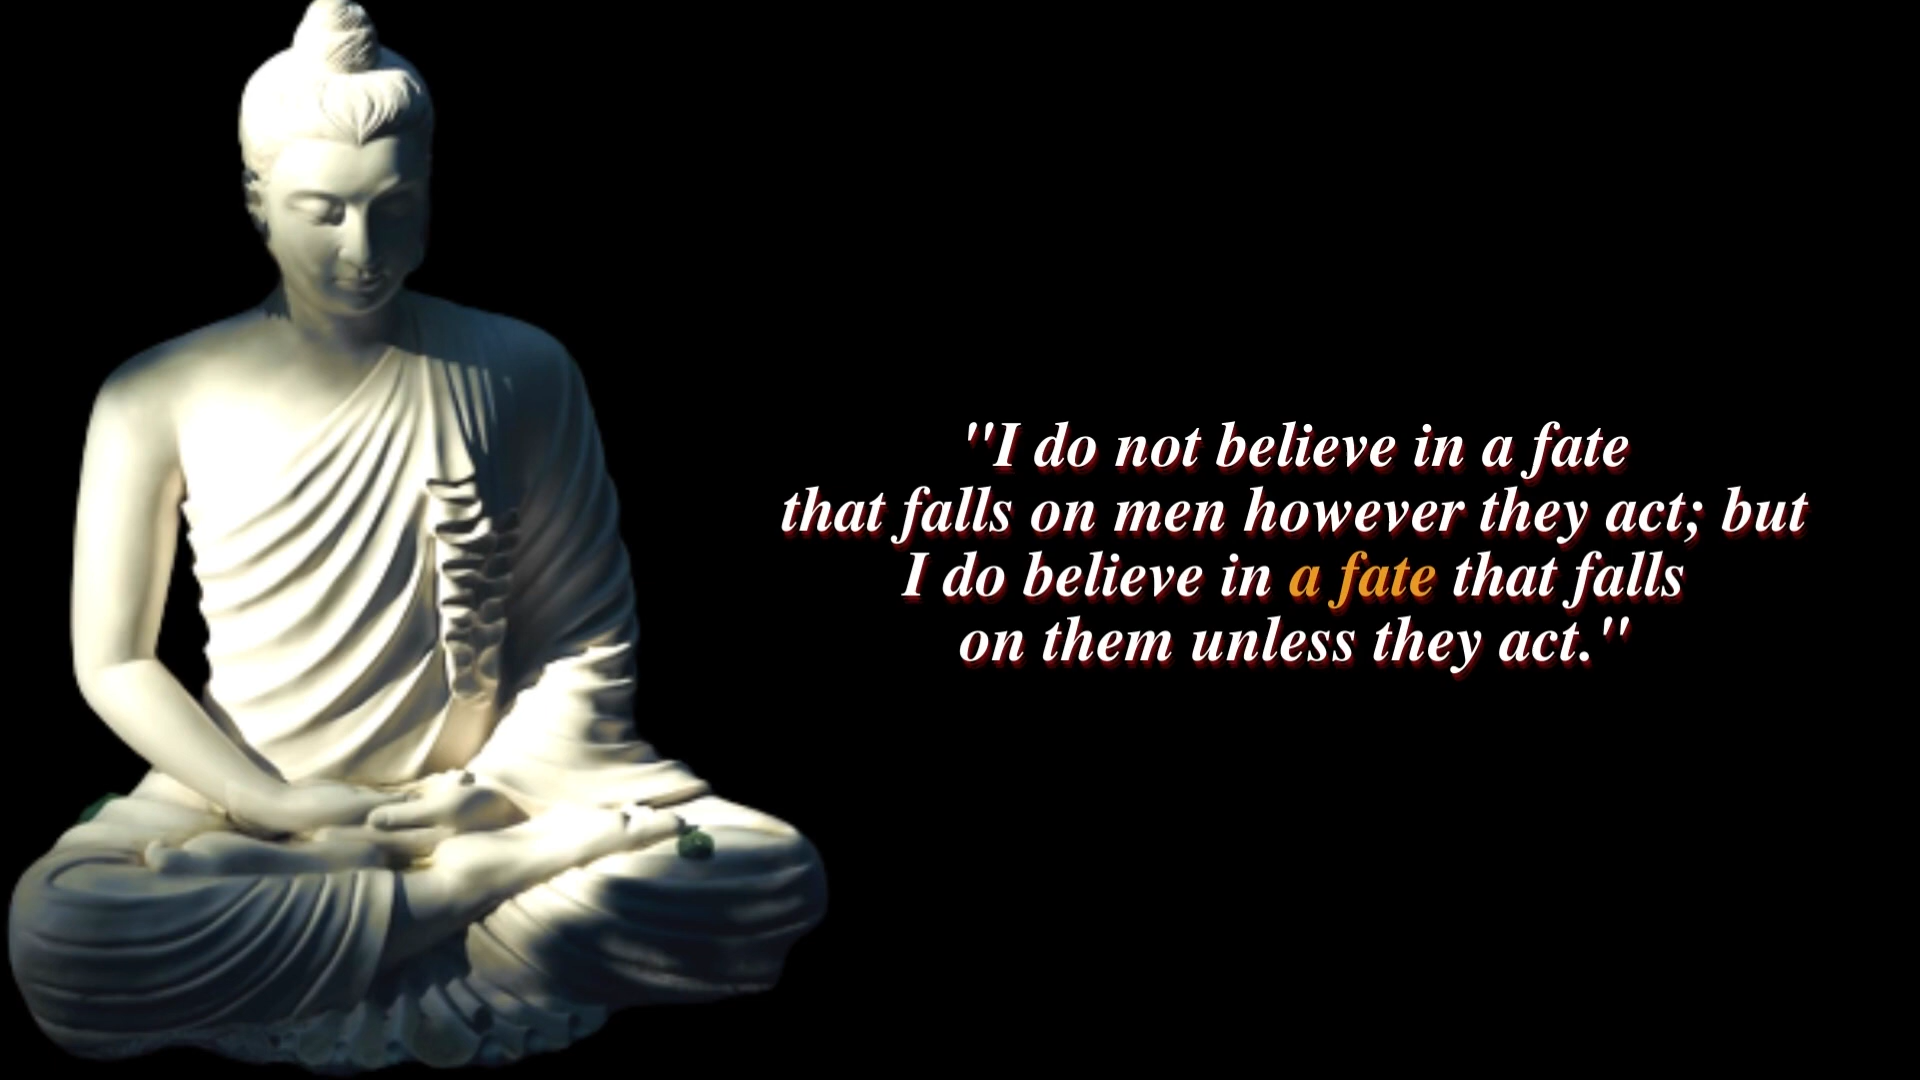 "I do not believe in a fate
that falls on men however they act; but
I do believe in a fate that falls
on them unless they act."